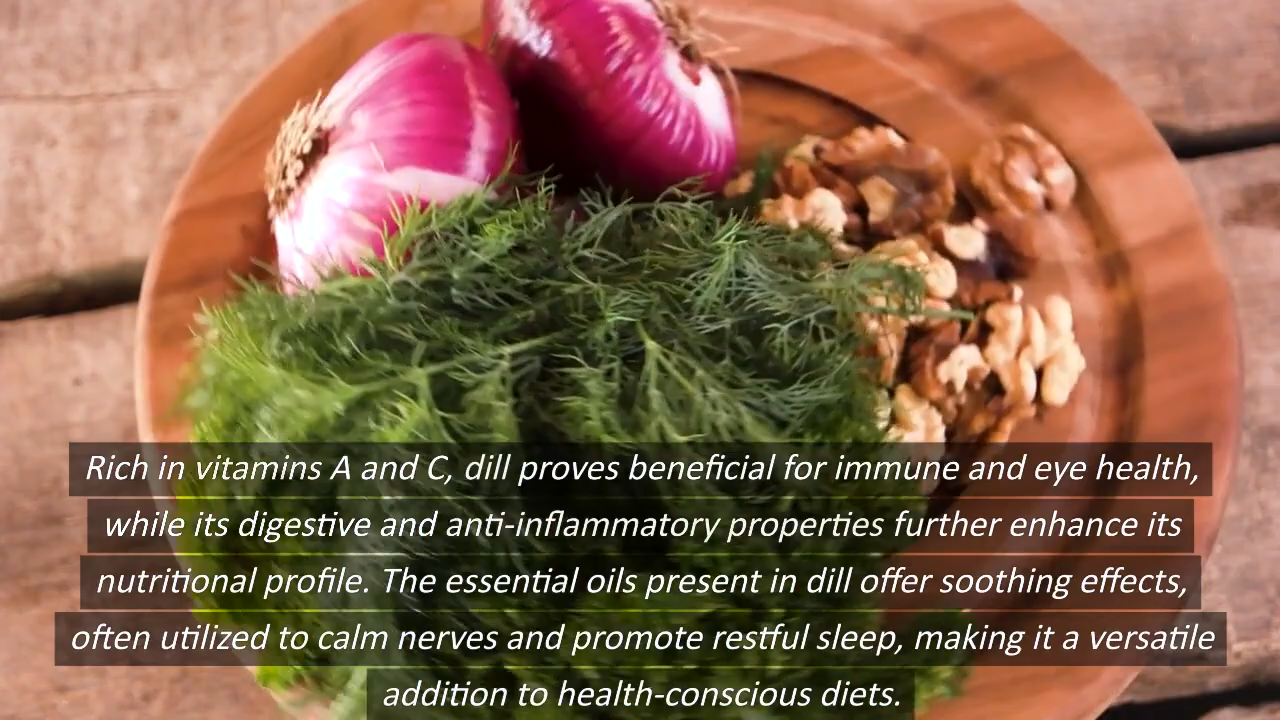 Rich in vitamins A and C, dill proves beneficial for immune and eye health,
while its digestive and anti-inflammatory properties further enhance its
nutritional profile. The essential oils present in dill offer soothing effects,
often utilized to calm nerves and promote restful sleep, making it a versatile
addition to health-conscious diets.